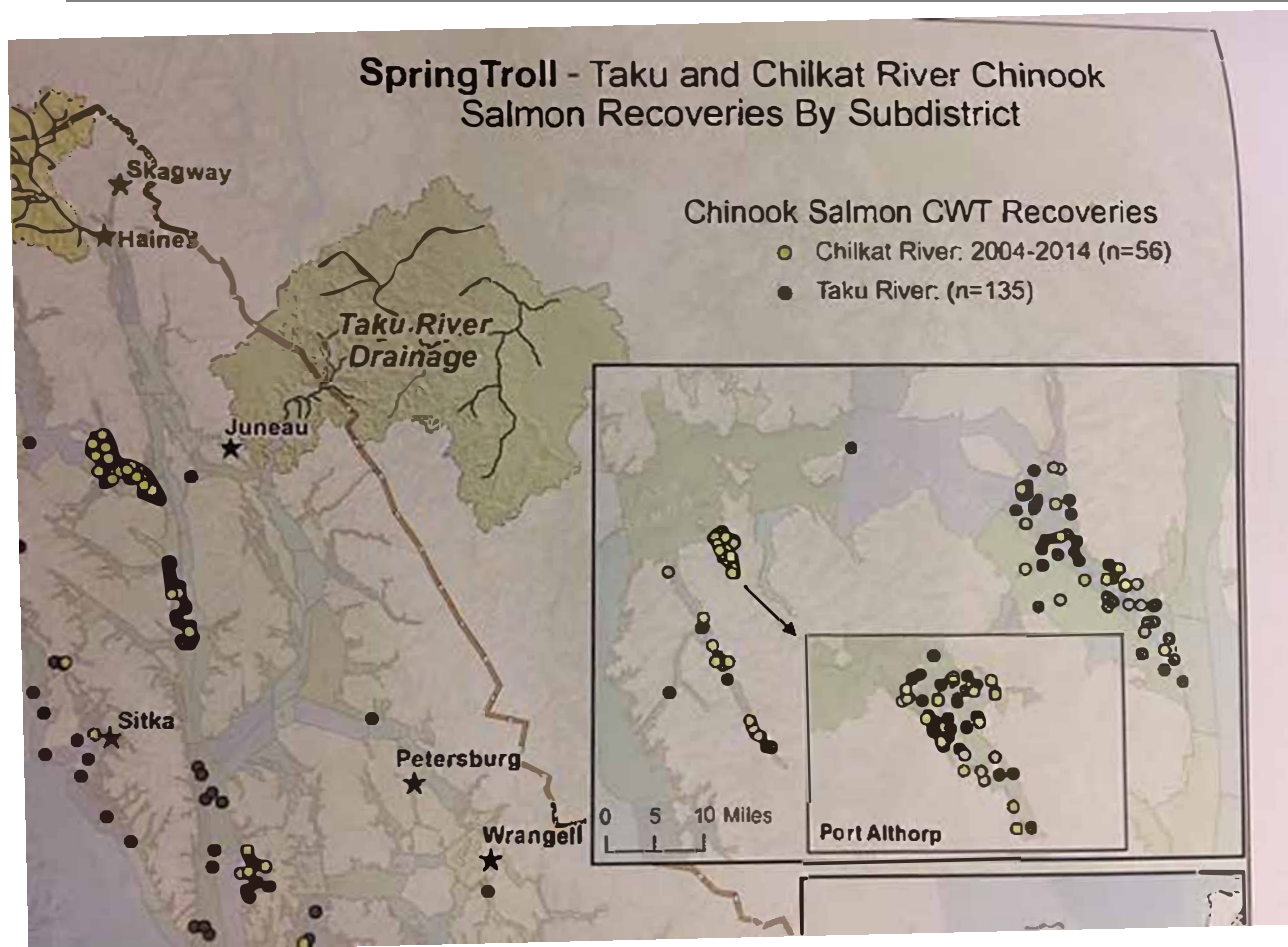 SpringTroll - Taku and Chilkat River Chinook
Salmon Recoveries By Subdistrict
Skagway
Haines
Chinook Salmon CWT Recoveries
Chilkat River: 2004-2014 (n=56)
Taku River: (n=135)
Taku River
Drainage
Juneau
Sitka
Petersburg
Wrangell
0 5 10 Miles
Port Althorp